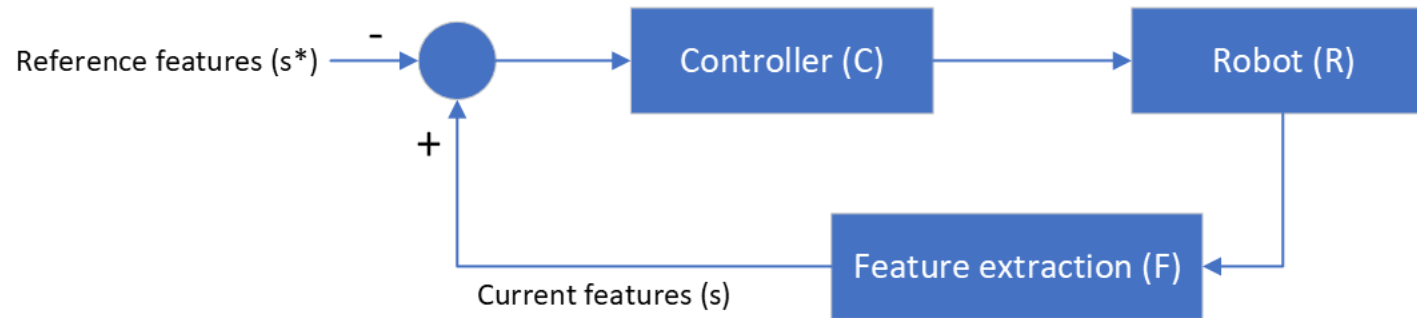 -
Reference features (s*)
Controller (C)
Robot (R)
+
Feature extraction (F)
Current features (s)